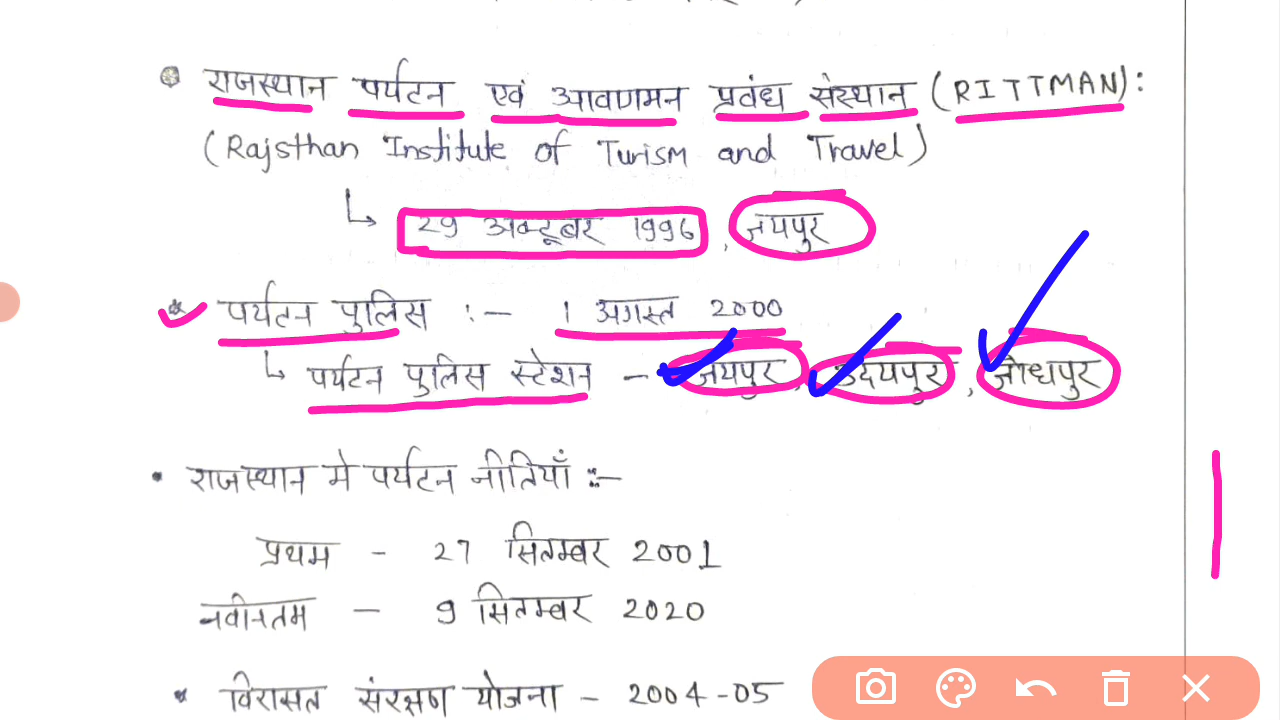 राजस्थान पर्यटन एवं आवागमन प्रबंध संस्थान (RITTMAN):
(Rajsthan Institute of Turism and Travel)
↳ 29 अक्टूबर 1996, जयपुर
* पर्यटन पुलिस :- 1 अगस्त 2000
↳ पर्यटन पुलिस स्टेशन - जयपुर, उदयपुर, जोधपुर
• राजस्थान मे पर्यटन नीतियाँ :-
प्रथम - 27 सितम्बर 2001
नवीनतम - 9 सितम्बर 2020
* विरासत संरक्षण योजना - 2004-05